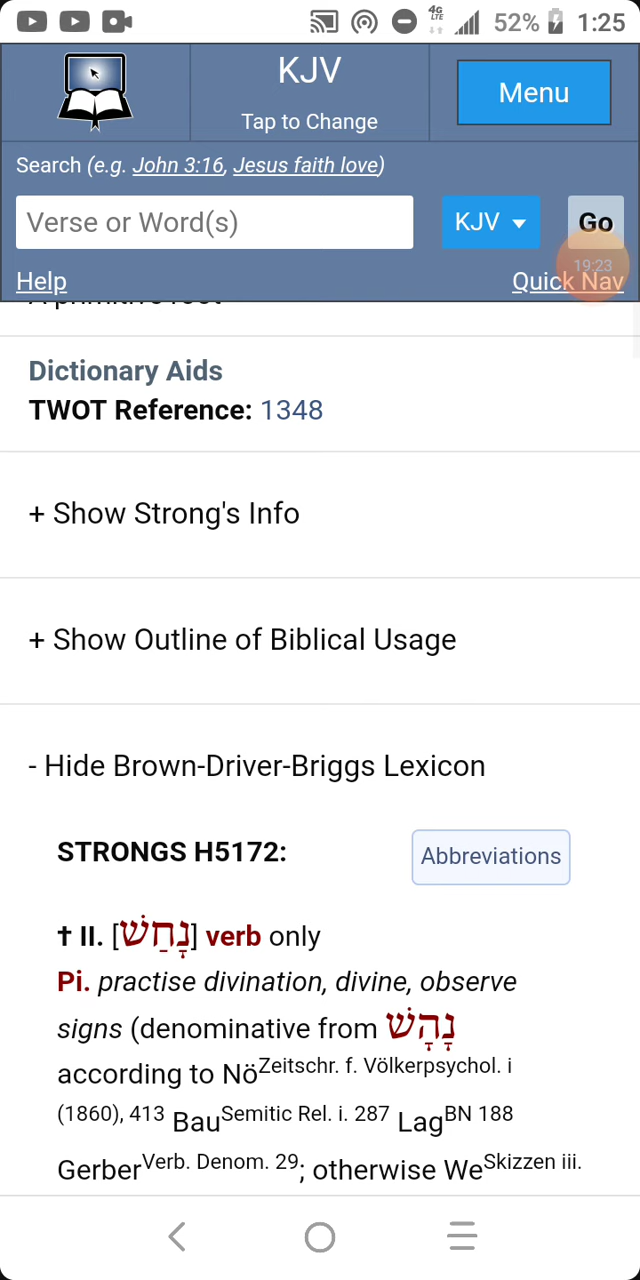 4G
LTE
52%
1:25
KJV
Tap to Change
Menu
Search (e.g. John 3:16, Jesus faith love)
Verse or Word(s)
KJV
Go
19:23
Help
Quick Nav
Dictionary Aids
TWOT Reference: 1348
+ Show Strong's Info
+ Show Outline of Biblical Usage
- Hide Brown-Driver-Briggs Lexicon
STRONGS H5172:
Abbreviations
† II. [נָחַשׁ] verb only
Pi. practise divination, divine, observe
signs (denominative from נָהָשׁ
according to NöZeitschr. f. Völkerpsychol. i
(1860), 413 BauSemitic Rel. i. 287 LagBN 188
GerberVerb. Denom. 29; otherwise WeSkizzen iii.